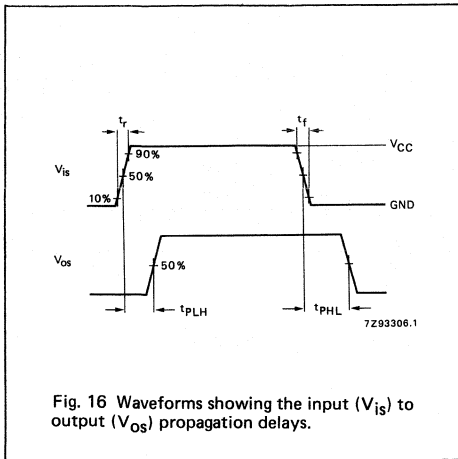 tr
tf
90%
VCC
Vis
50%
10%
GND
Vos
50%
tPLH
tPHL
7Z93306.1
Fig. 16 Waveforms showing the input (Vis) to
output (Vos) propagation delays.